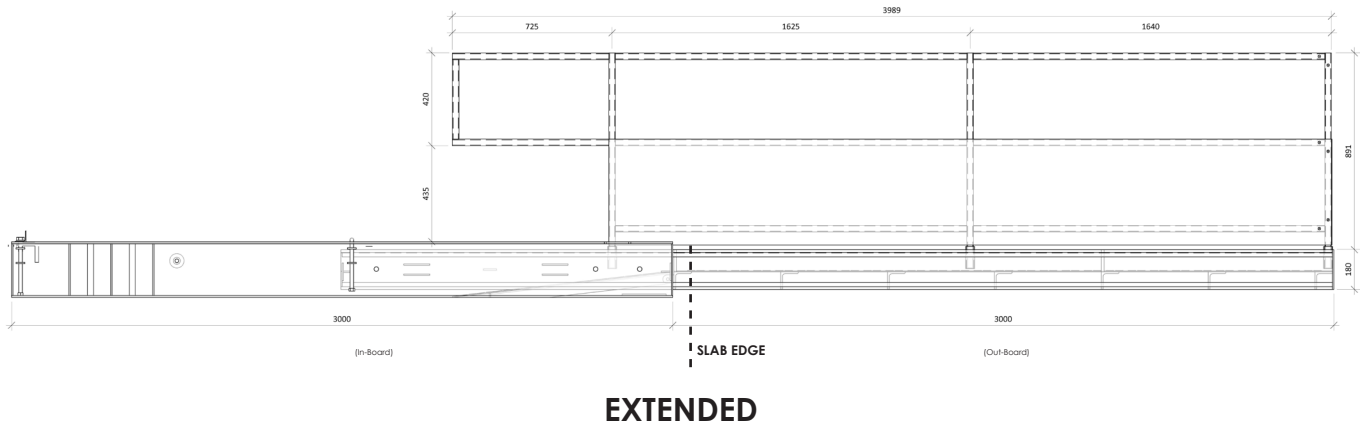 3989
725
1625
1640
420
435
891
180
3000
3000
(In-Board)
SLAB EDGE
(Out-Board)
EXTENDED